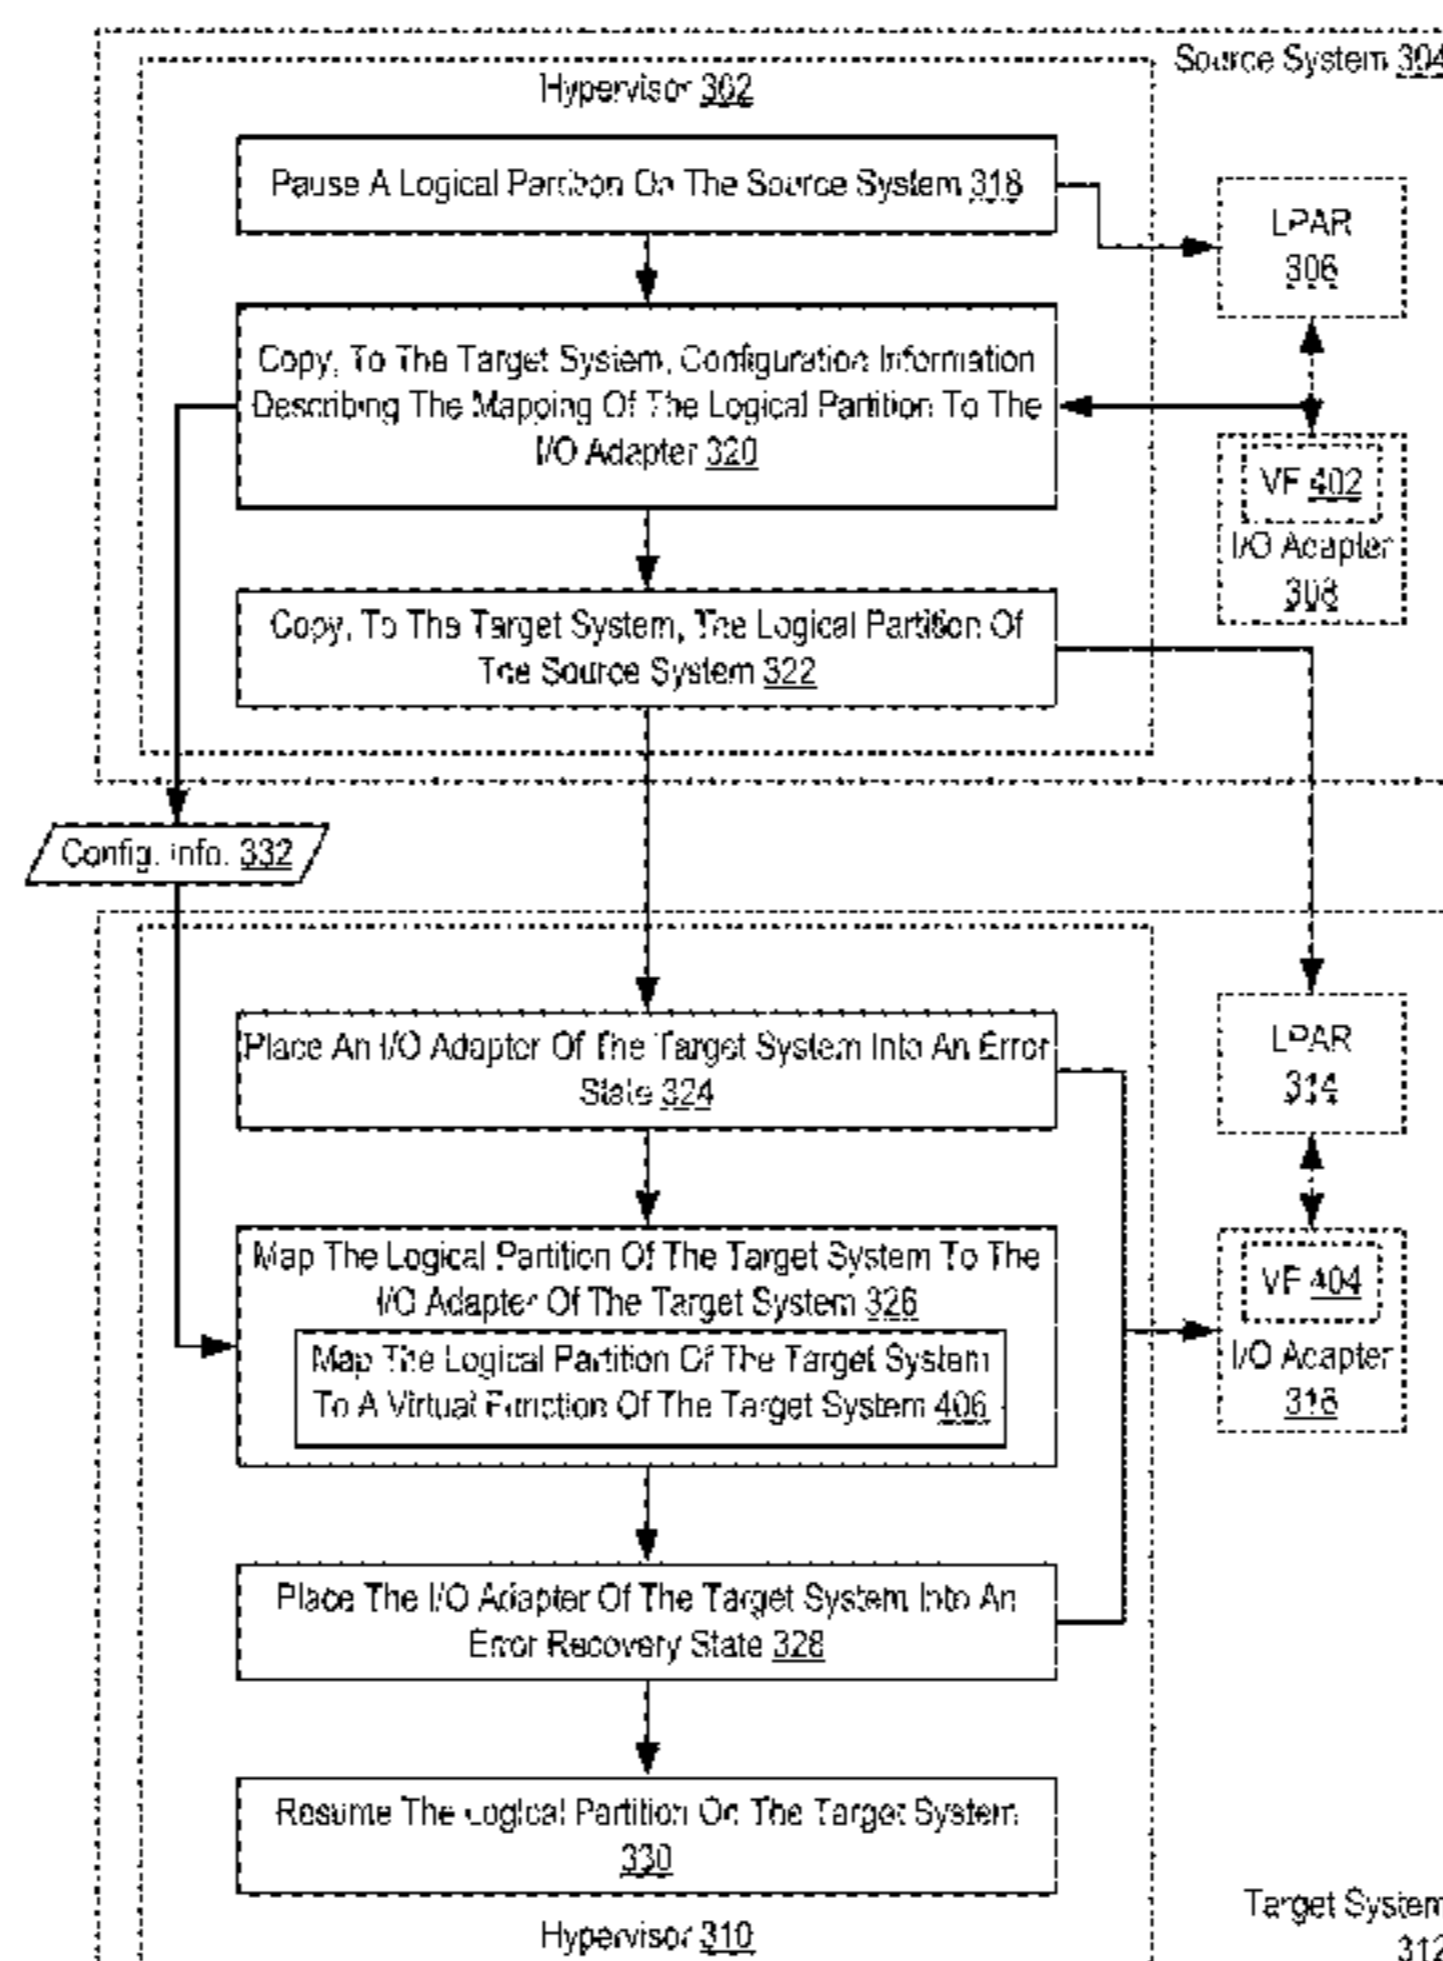 Source System 304
Hypervisor 302
Pause A Logical Partition On The Source System 318
LPAR
306
Copy, To The Target System, Configuration Information
Describing The Mapping Of The Logical Partition To The
I/O Adapter 320
VF 402
I/O Adapter
308
Copy, To The Target System, The Logical Partition Of
The Source System 322
Config. Info. 332
Place An I/O Adapter Of The Target System Into An Error
State 324
LPAR
314
Map The Logical Partition Of The Target System To The
I/O Adapter Of The Target System 326
Map The Logical Partition Of The Target System
To A Virtual Function Of The Target System 406
VF 404
I/O Adapter
316
Place The I/O Adapter Of The Target System Into An
Error Recovery State 328
Resume The Logical Partition On The Target System
330
Hypervisor 310
Target System
312